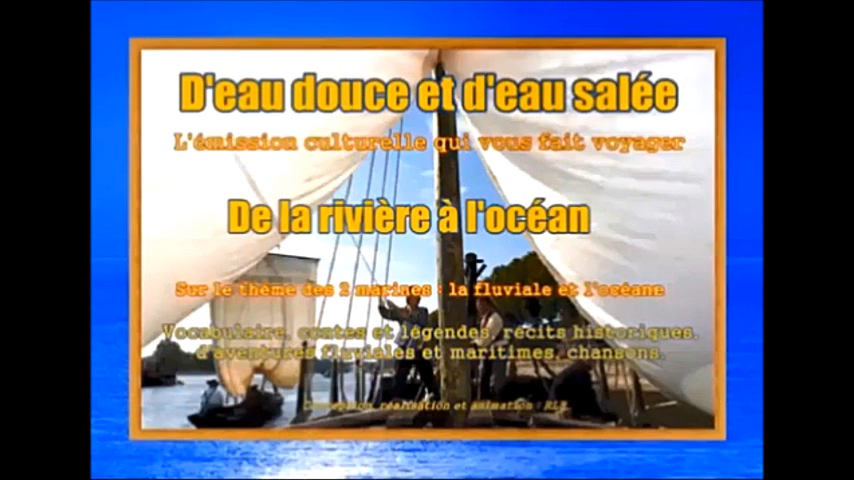 D'eau douce et d'eau salée
L'émission culturelle qui vous fait voyager
De la rivière à l'océan
Sur le thème des 2 marines : la fluviale et l'océane
Vocabulaire, contes et légendes, récits historiques,
d'aventures fluviales et maritimes, chansons.
Conception, réalisation et animation :